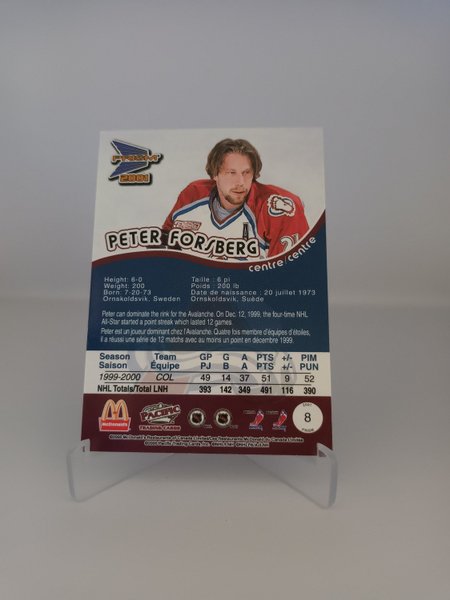 PRISM
2001
PETER FORSBERG
centre/centre
Height: 6-0
Weight: 200
Born: 7-20-73
Ornskoldsvik, Sweden
Taille : 6 pi
Poids : 200 lb
Date de naissance : 20 juillet 1973
Ornskoldsvik, Suède
Peter can dominate the rink for the Avalanche. On Dec. 12, 1999, the four-time NHL
All-Star started a point streak which lasted 12 games.
Peter est un joueur dominant chez l'Avalanche. Quatre fois membre d'équipes d'étoiles,
il a réussi une série de 12 matchs avec au moins un point en décembre 1999.
Season Team GP G A PTS +/- PIM
Saison Équipe PJ B A PTS +/- PUN
1999-2000 COL 49 14 37 51 9 52
NHL Totals/Total LNH 393 142 349 491 116 390
McDonald's
PACIFIC
TRADING CARDS
NHL
8